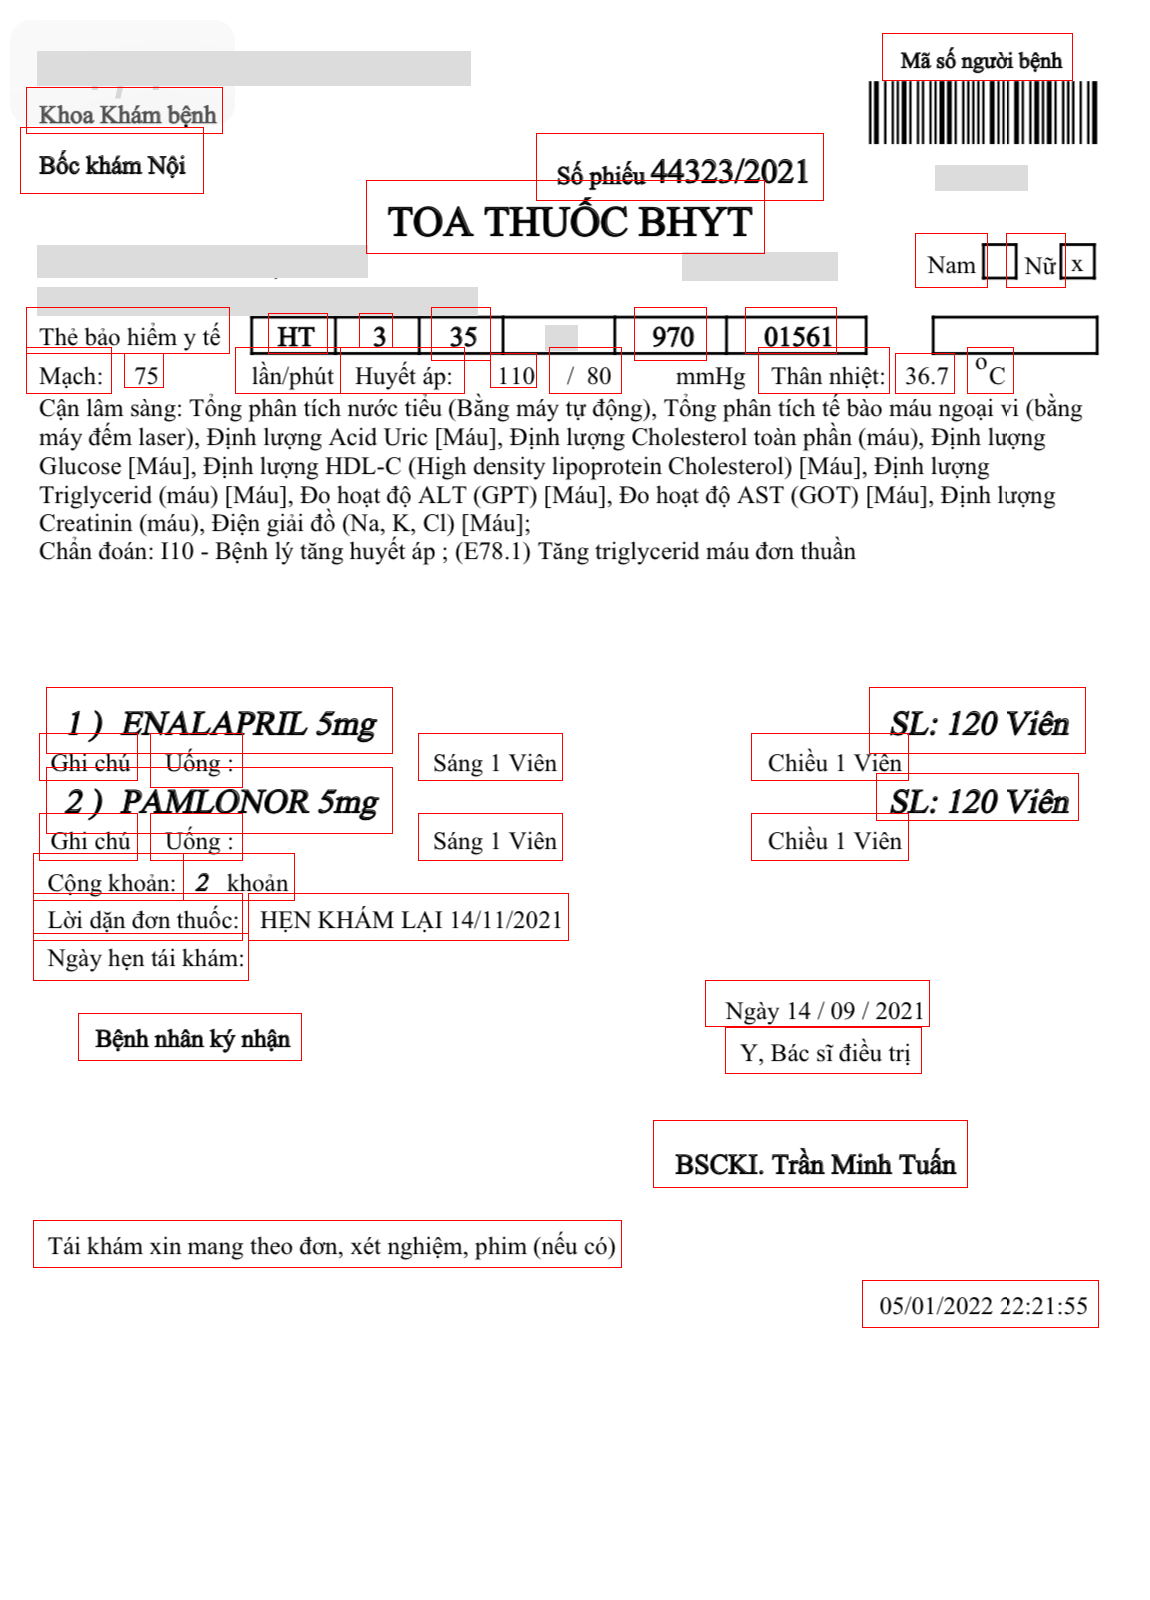 Mã số người bệnh
Khoa Khám bệnh
Bốc khám Nội
Số phiếu 44323/2021
TOA THUỐC BHYT
Nam Nữ x
Thẻ bảo hiểm y tế HT 3 35 970 01561
Mạch: 75 lần/phút Huyết áp: 110 / 80 mmHg Thân nhiệt: 36.7 °C
Cận lâm sàng: Tổng phân tích nước tiểu (Bằng máy tự động), Tổng phân tích tế bào máu ngoại vi (bằng
máy đếm laser), Định lượng Acid Uric [Máu], Định lượng Cholesterol toàn phần (máu), Định lượng
Glucose [Máu], Định lượng HDL-C (High density lipoprotein Cholesterol) [Máu], Định lượng
Triglycerid (máu) [Máu], Đo hoạt độ ALT (GPT) [Máu], Đo hoạt độ AST (GOT) [Máu], Định lượng
Creatinin (máu), Điện giải đồ (Na, K, Cl) [Máu];
Chẩn đoán: I10 - Bệnh lý tăng huyết áp ; (E78.1) Tăng triglycerid máu đơn thuần
1 ) ENALAPRIL 5mg SL: 120 Viên
Ghi chú Uống : Sáng 1 Viên Chiều 1 Viên
2 ) PAMLONOR 5mg SL: 120 Viên
Ghi chú Uống : Sáng 1 Viên Chiều 1 Viên
Cộng khoản: 2 khoản
Lời dặn đơn thuốc: HẸN KHÁM LẠI 14/11/2021
Ngày hẹn tái khám:
Ngày 14 / 09 / 2021
Bệnh nhân ký nhận
Y, Bác sĩ điều trị
BSCKI. Trần Minh Tuấn
Tái khám xin mang theo đơn, xét nghiệm, phim (nếu có)
05/01/2022 22:21:55